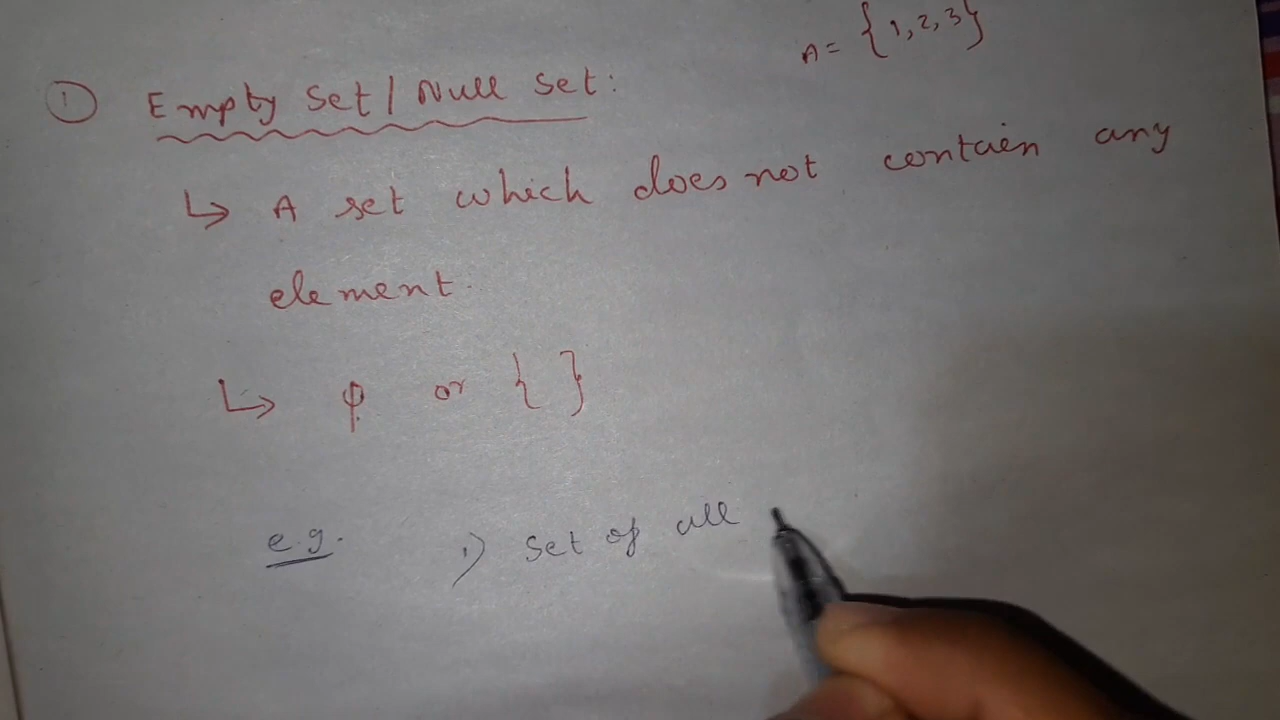 A = {1, 2, 3}
① Empty Set / Null Set:
↳ A set which does not contain any
element.
↳ φ or { }
e.g. i) Set of all